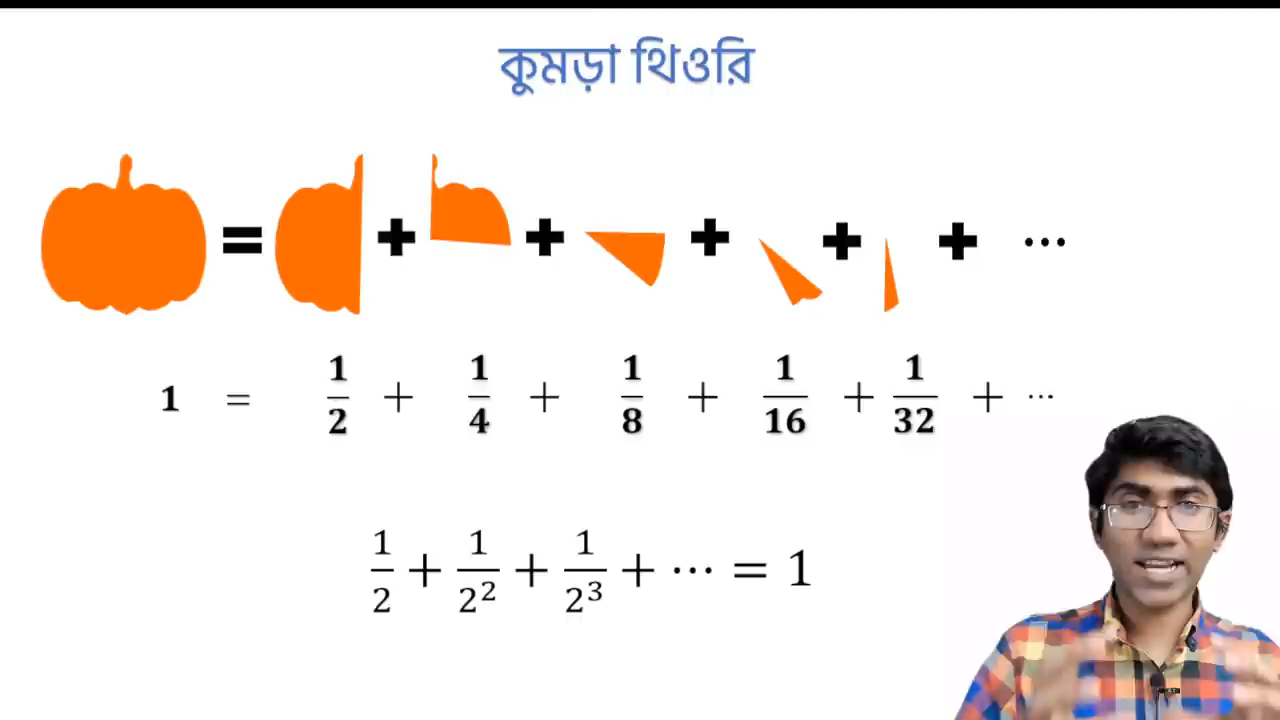 কুমড়া থিওরি
= + + + + + ⋯
1 = 1/2 + 1/4 + 1/8 + 1/16 + 1/32 + ⋯
1/2 + 1/2² + 1/2³ + ⋯ = 1